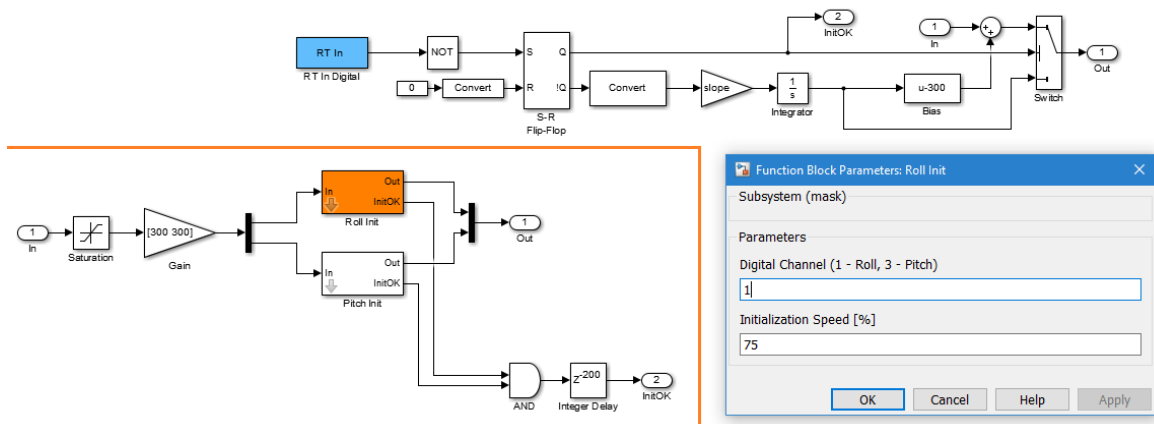 RT In
RT In Digital
NOT
0
Convert
S
R
Q
!Q
S-R
Flip-Flop
Convert
slope
1
s
Integrator
2
InitOK
u-300
Bias
1
In
+
+
Switch
1
Out
1
In
Saturation
[300 300]
Gain
In
Out
InitOK
Roll Init
In
Out
InitOK
Pitch Init
1
Out
AND
z-200
Integer Delay
2
InitOK
Function Block Parameters: Roll Init
Subsystem (mask)
Parameters
Digital Channel (1 - Roll, 3 - Pitch)
1
Initialization Speed [%]
75
OK Cancel Help Apply